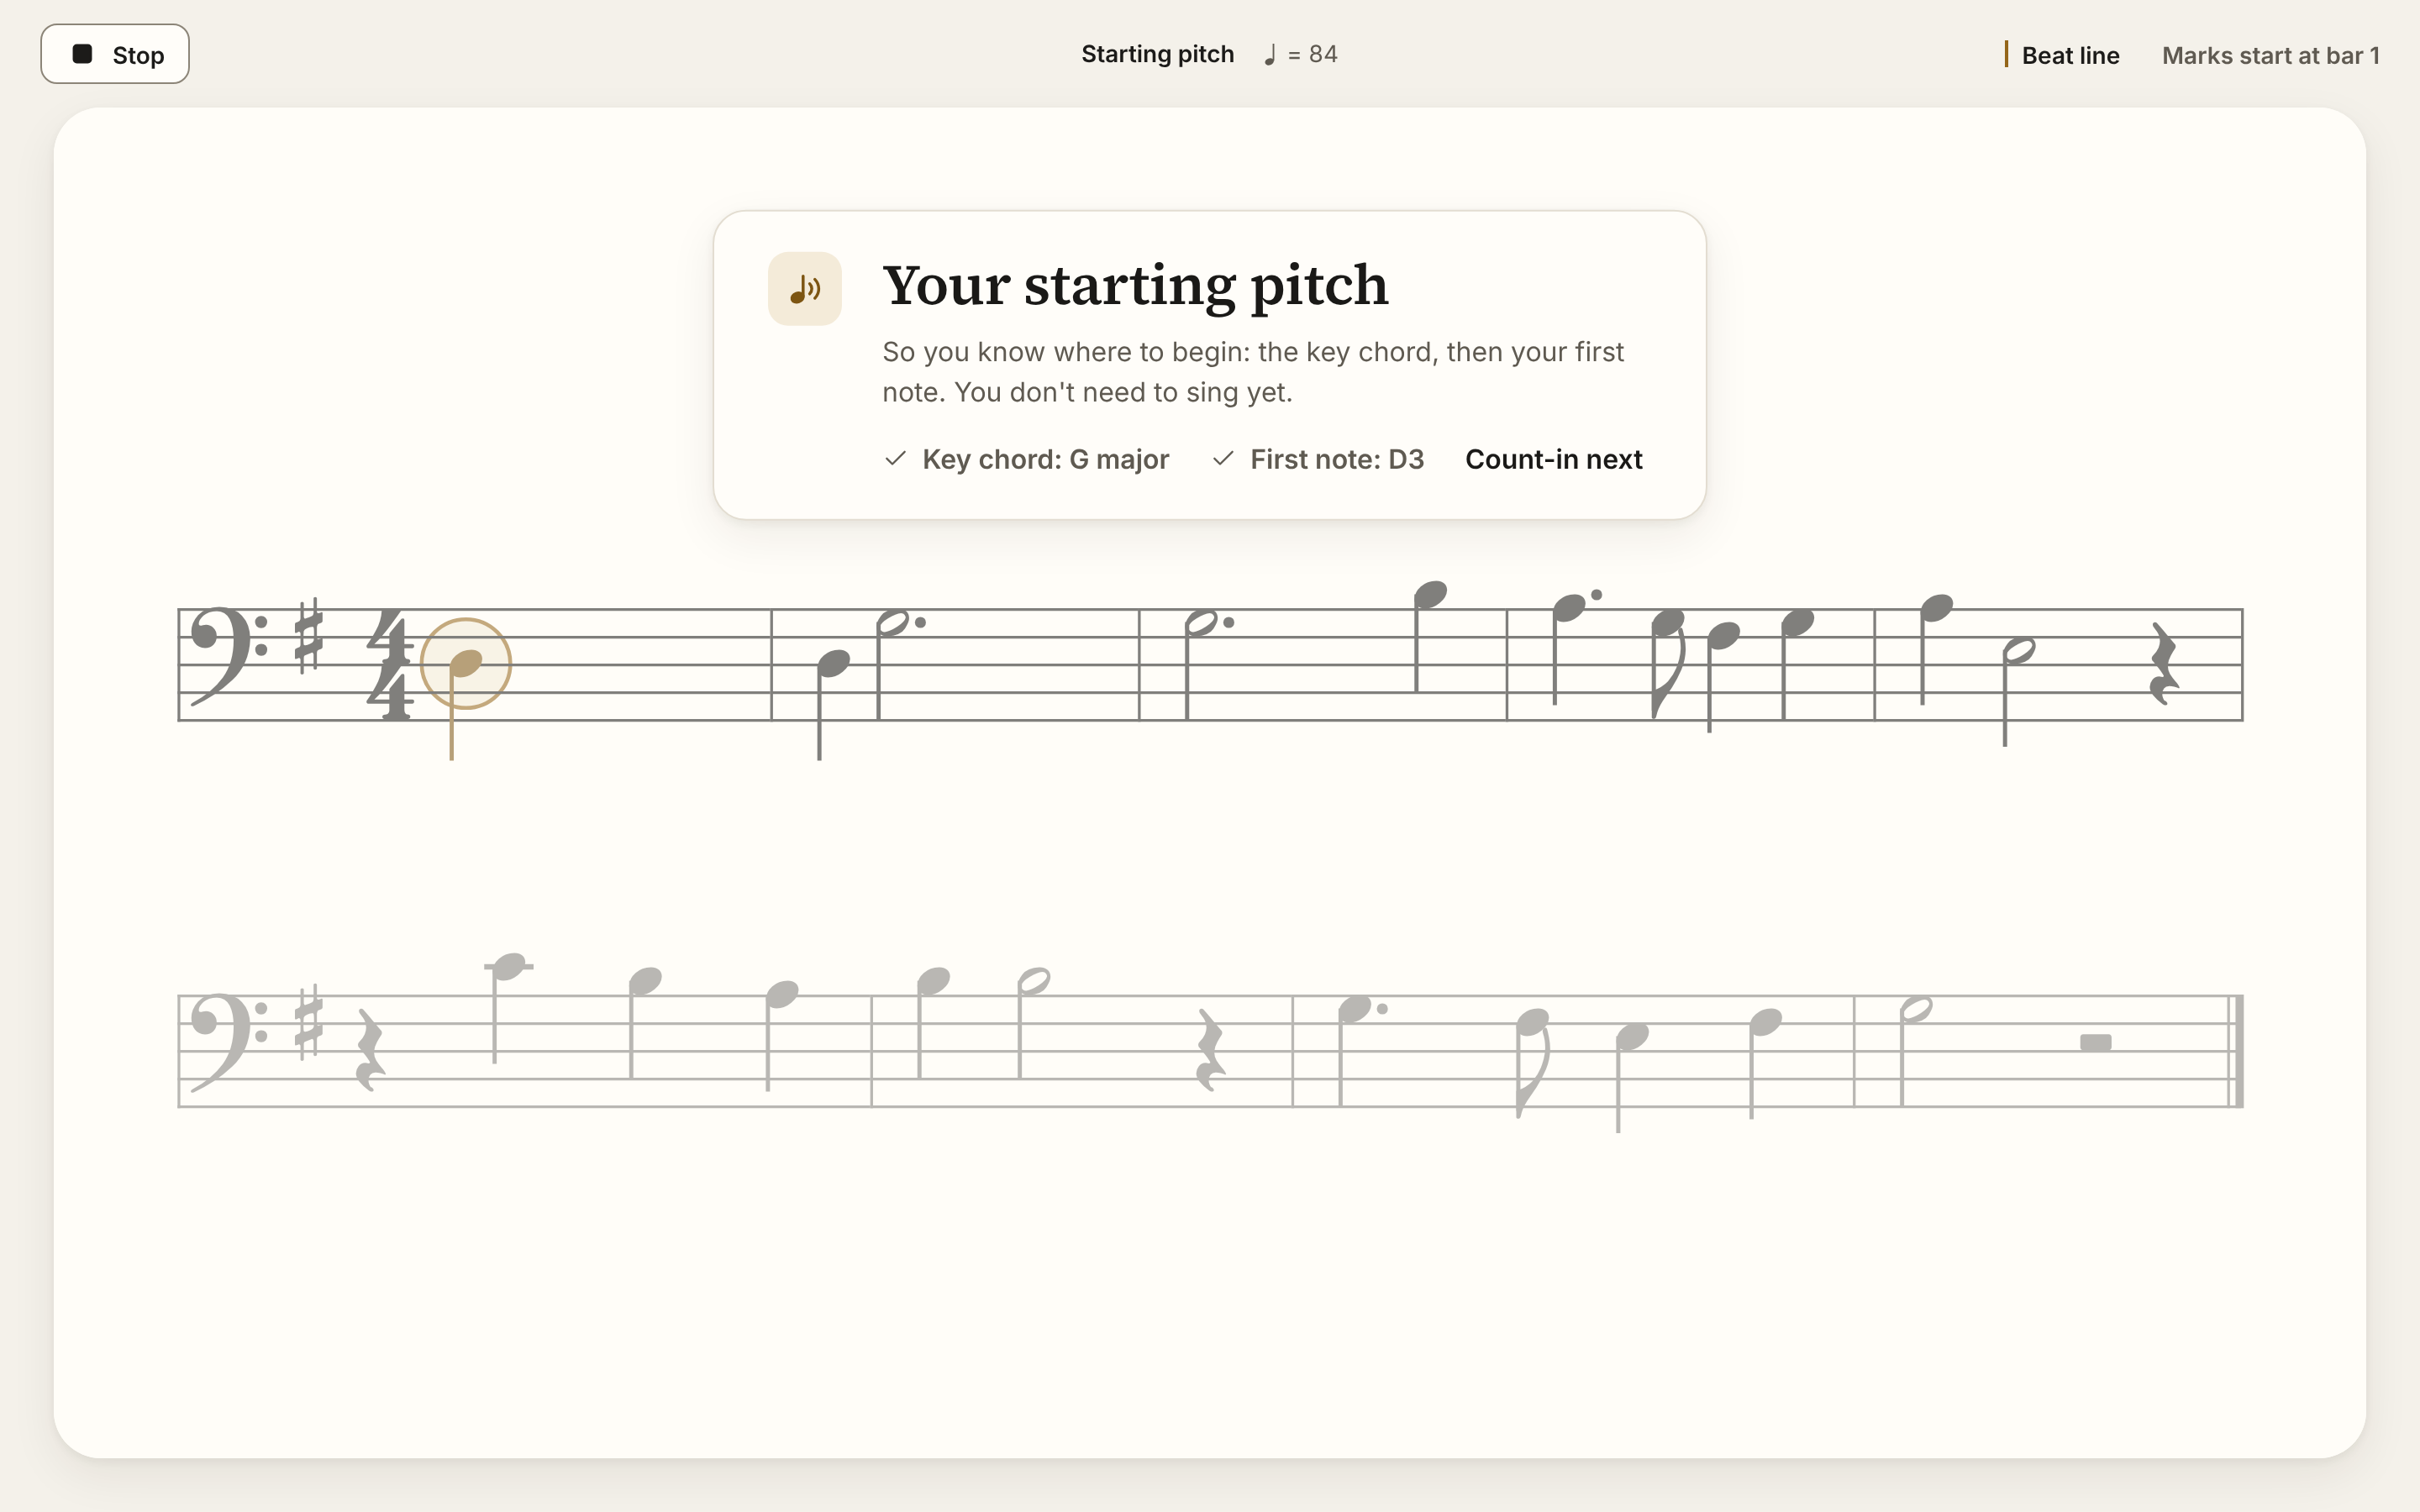 Stop
Starting pitch ♩ = 84
Beat line Marks start at bar 1
Your starting pitch
So you know where to begin: the key chord, then your first
note. You don't need to sing yet.
✓ Key chord: G major ✓ First note: D3 Count-in next
4
4